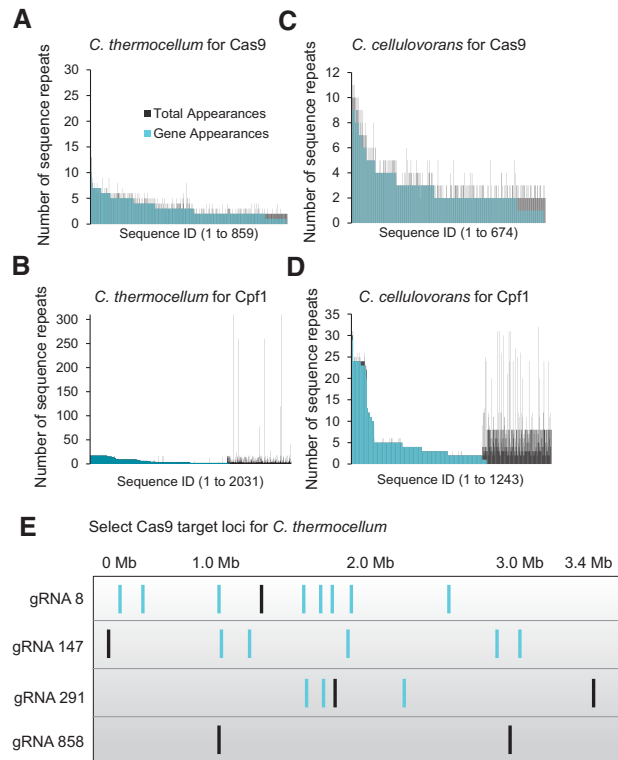 A
C. thermocellum for Cas9
Number of sequence repeats
30
25
20
15
10
5
0
Total Appearances
Gene Appearances
Sequence ID (1 to 859)
C
C. cellulovorans for Cas9
Number of sequence repeats
12
10
8
6
4
2
0
Sequence ID (1 to 674)
B
C. thermocellum for Cpf1
Number of sequence repeats
300
250
200
150
100
50
0
Sequence ID (1 to 2031)
D
C. cellulovorans for Cpf1
Number of sequence repeats
35
30
25
20
15
10
5
0
Sequence ID (1 to 1243)
E
Select Cas9 target loci for C. thermocellum
0 Mb 1.0 Mb 2.0 Mb 3.0 Mb 3.4 Mb
gRNA 8
gRNA 147
gRNA 291
gRNA 858